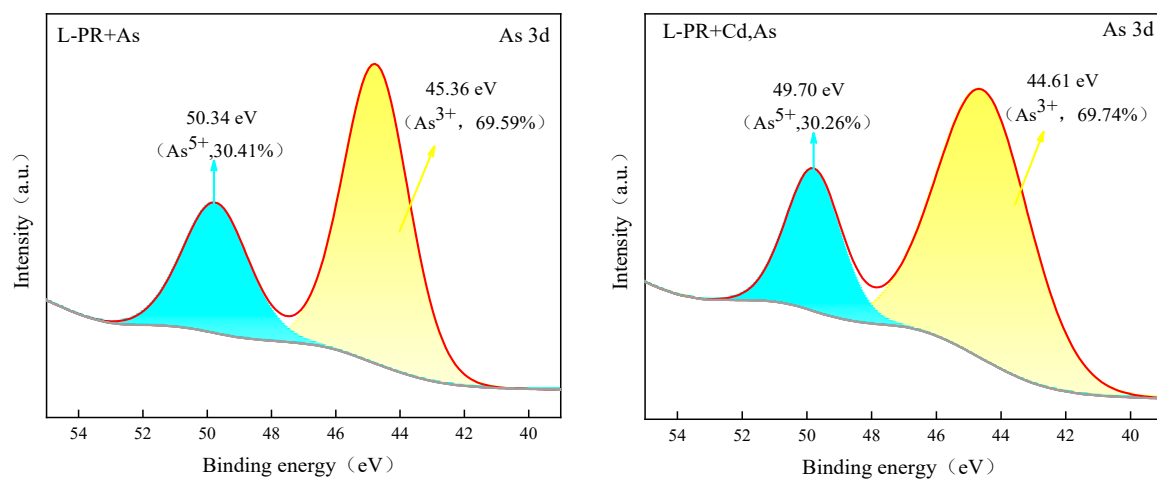 L-PR+As
As 3d
50.34 eV
（As5+,30.41%）
45.36 eV
（As3+，69.59%）
Intensity（a.u.）
54 52 50 48 46 44 42 40
Binding energy（eV）
L-PR+Cd,As
As 3d
49.70 eV
（As5+,30.26%）
44.61 eV
（As3+，69.74%）
Intensity（a.u.）
54 52 50 48 46 44 42 40
Binding energy（eV）